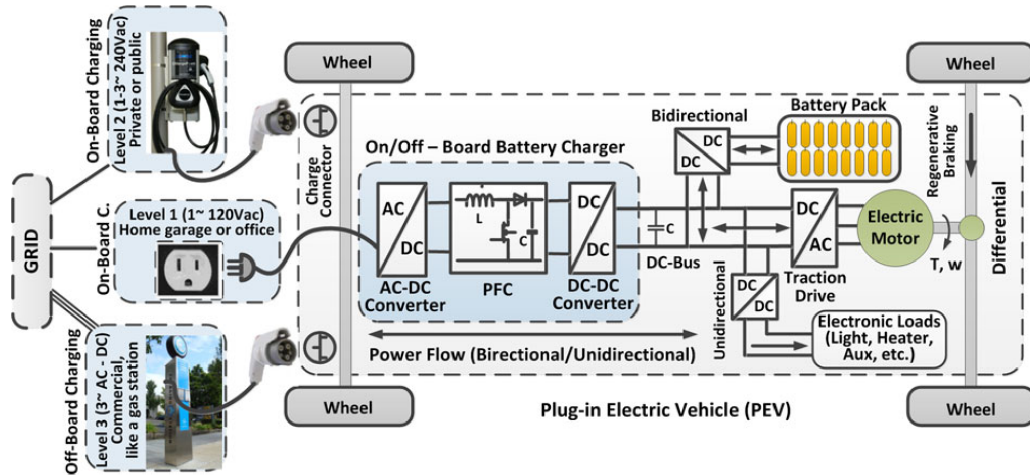 GRID
On-Board Charging
Level 2 (1-3~ 240Vac)
Private or public
On-Board C.
Level 1 (1~ 120Vac)
Home garage or office
Off-Board Charging
Level 3 (3~ AC - DC)
Commercial,
like a gas station
Wheel
Wheel
Charge
Connector
On/Off – Board Battery Charger
AC
DC
AC-DC
Converter
L
C
PFC
DC
DC
DC-DC
Converter
Power Flow (Birectional/Unidirectional)
C
DC-Bus
Bidirectional
DC
DC
Battery Pack
DC
AC
Traction
Drive
Electric
Motor
Regenerative
Braking
T, w
Differential
Unidirectional
DC
DC
Electronic Loads
(Light, Heater,
Aux, etc.)
Wheel
Wheel
Plug-in Electric Vehicle (PEV)